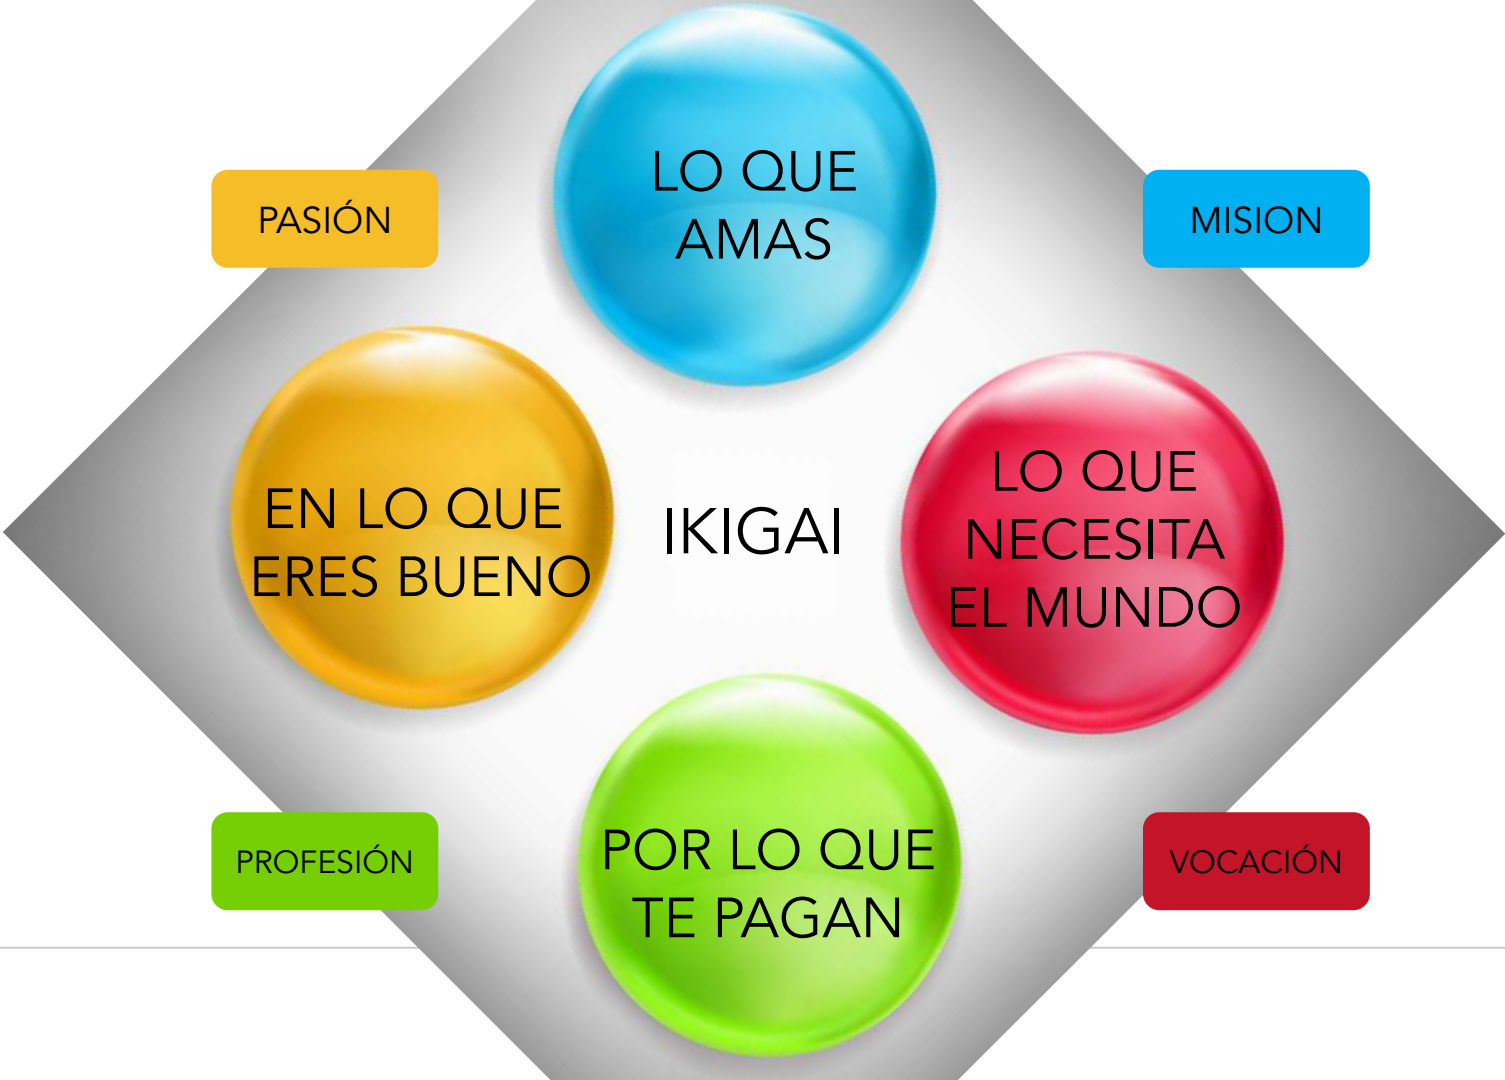 LO QUE
AMAS
PASIÓN
MISION
EN LO QUE
ERES BUENO
IKIGAI
LO QUE
NECESITA
EL MUNDO
PROFESIÓN
POR LO QUE
TE PAGAN
VOCACIÓN